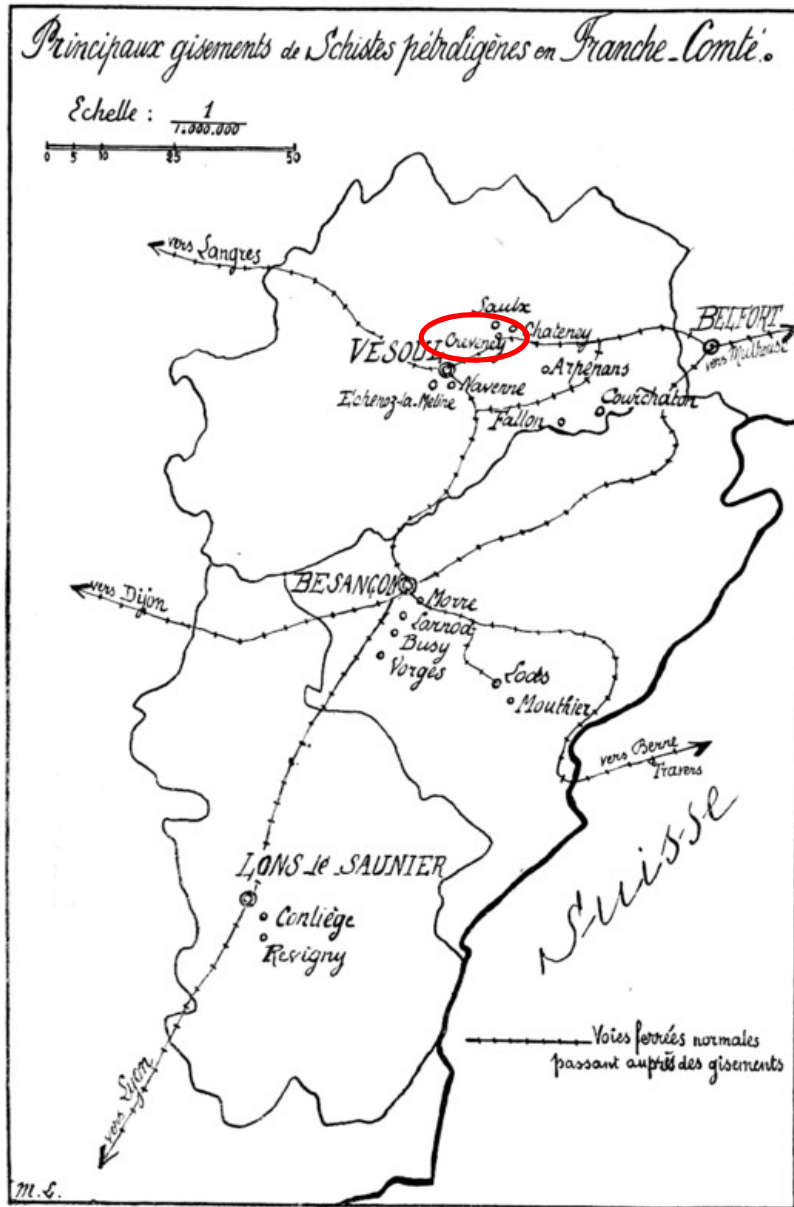 Principaux gisements de Schistes pétroligènes en Franche-Comté.
Echelle : 1
1.000.000
0 5 10 25 50
vers Langres
Saulx
Creveney
Chateney
BELFORT
vers Mulhouse
VESOUL
Arpenans
Naverne
Echenoz-la-Meline
Courchaton
Fallon
BESANÇON
vers Dijon
Morre
Larnod
Busy
Vorges
Lods
Mouthier
vers Berne
Travers
Suisse
LONS le SAUNIER
Conliège
Revigny
Voies ferrées normales
passant auprès des gisements
vers Lyon
M.L.